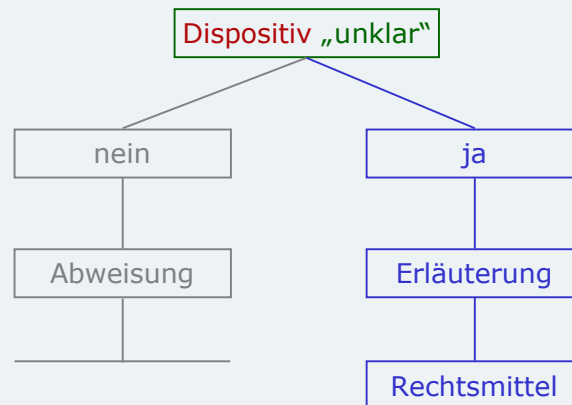 Dispositiv „unklar“
nein
ja
Abweisung
Erläuterung
Rechtsmittel